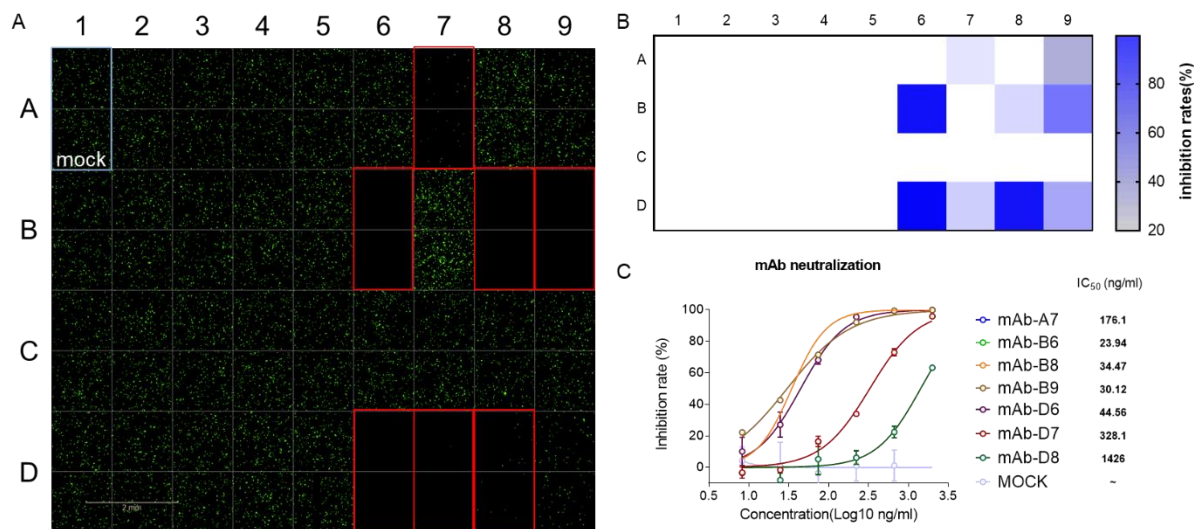 A
1 2 3 4 5 6 7 8 9
A
mock
B
C
D
2 mm
B
1 2 3 4 5 6 7 8 9
A
B
C
D
80
60
40
20
inhibition rates(%)
C
mAb neutralization
IC50 (ng/ml)
mAb-A7 176.1
mAb-B6 23.94
mAb-B8 34.47
mAb-B9 30.12
mAb-D6 44.56
mAb-D7 328.1
mAb-D8 1426
MOCK ~
Inhibition rate (%)
100
80
60
40
20
0
0.5 1.0 1.5 2.0 2.5 3.0 3.5
Concentration(Log10 ng/ml)